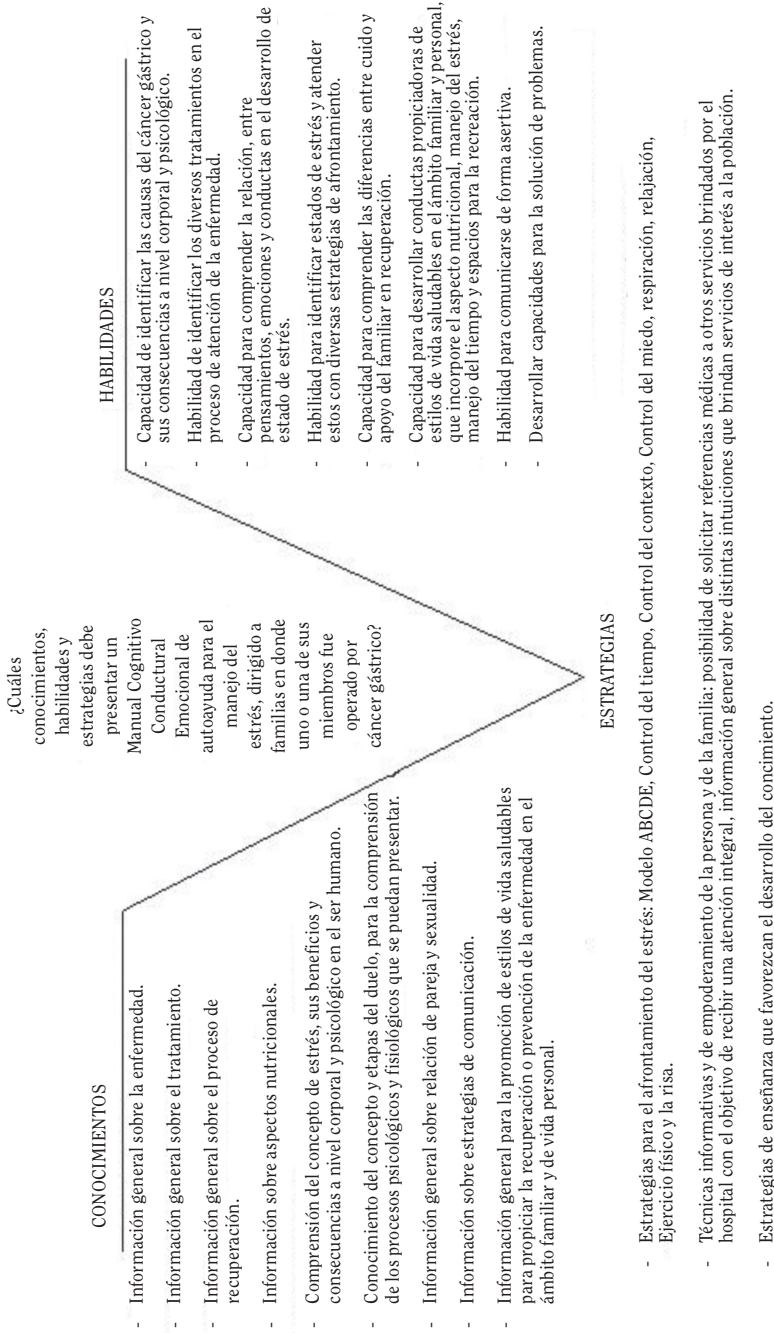 ¿Cuáles
conocimientos,
habilidades y
estrategias debe
presentar un
Manual Cognitivo
Conductual
Emocional de
autoayuda para el
manejo del
estrés, dirigido a
familias en donde
uno o una de sus
miembros fue
operado por
cáncer gástrico?
CONOCIMIENTOS
- Información general sobre la enfermedad.
- Información general sobre el tratamiento.
- Información general sobre el proceso de
recuperación.
- Información sobre aspectos nutricionales.
- Comprensión del concepto de estrés, sus beneficios y
consecuencias a nivel corporal y psicológico en el ser humano.
- Conocimiento del concepto y etapas del duelo, para la comprensión
de los procesos psicológicos y fisiológicos que se puedan presentar.
- Información general sobre relación de pareja y sexualidad.
- Información sobre estrategias de comunicación.
- Información general para la promoción de estilos de vida saludables
para propiciar la recuperación o prevención de la enfermedad en el
ámbito familiar y de vida personal.
HABILIDADES
- Capacidad de identificar las causas del cáncer gástrico y
sus consecuencias a nivel corporal y psicológico.
- Habilidad de identificar los diversos tratamientos en el
proceso de atención de la enfermedad.
- Capacidad para comprender la relación, entre
pensamientos, emociones y conductas en el desarrollo de
estado de estrés.
- Habilidad para identificar estados de estrés y atender
estos con diversas estrategias de afrontamiento.
- Capacidad para comprender las diferencias entre cuido y
apoyo del familiar en recuperación.
- Capacidad para desarrollar conductas propiciadoras de
estilos de vida saludables en el ámbito familiar y personal,
que incorpore el aspecto nutricional, manejo del estrés,
manejo del tiempo y espacios para la recreación.
- Habilidad para comunicarse de forma asertiva.
- Desarrollar capacidades para la solución de problemas.
ESTRATEGIAS
- Estrategias para el afrontamiento del estrés: Modelo ABCDE, Control del tiempo, Control del contexto, Control del miedo, respiración, relajación,
Ejercicio físico y la risa.
- Técnicas informativas y de empoderamiento de la persona y de la familia: posibilidad de solicitar referencias médicas a otros servicios brindados por el
hospital con el objetivo de recibir una atención integral, información general sobre distintas intuiciones que brindan servicios de interés a la población.
- Estrategias de enseñanza que favorezcan el desarrollo del concimiento.